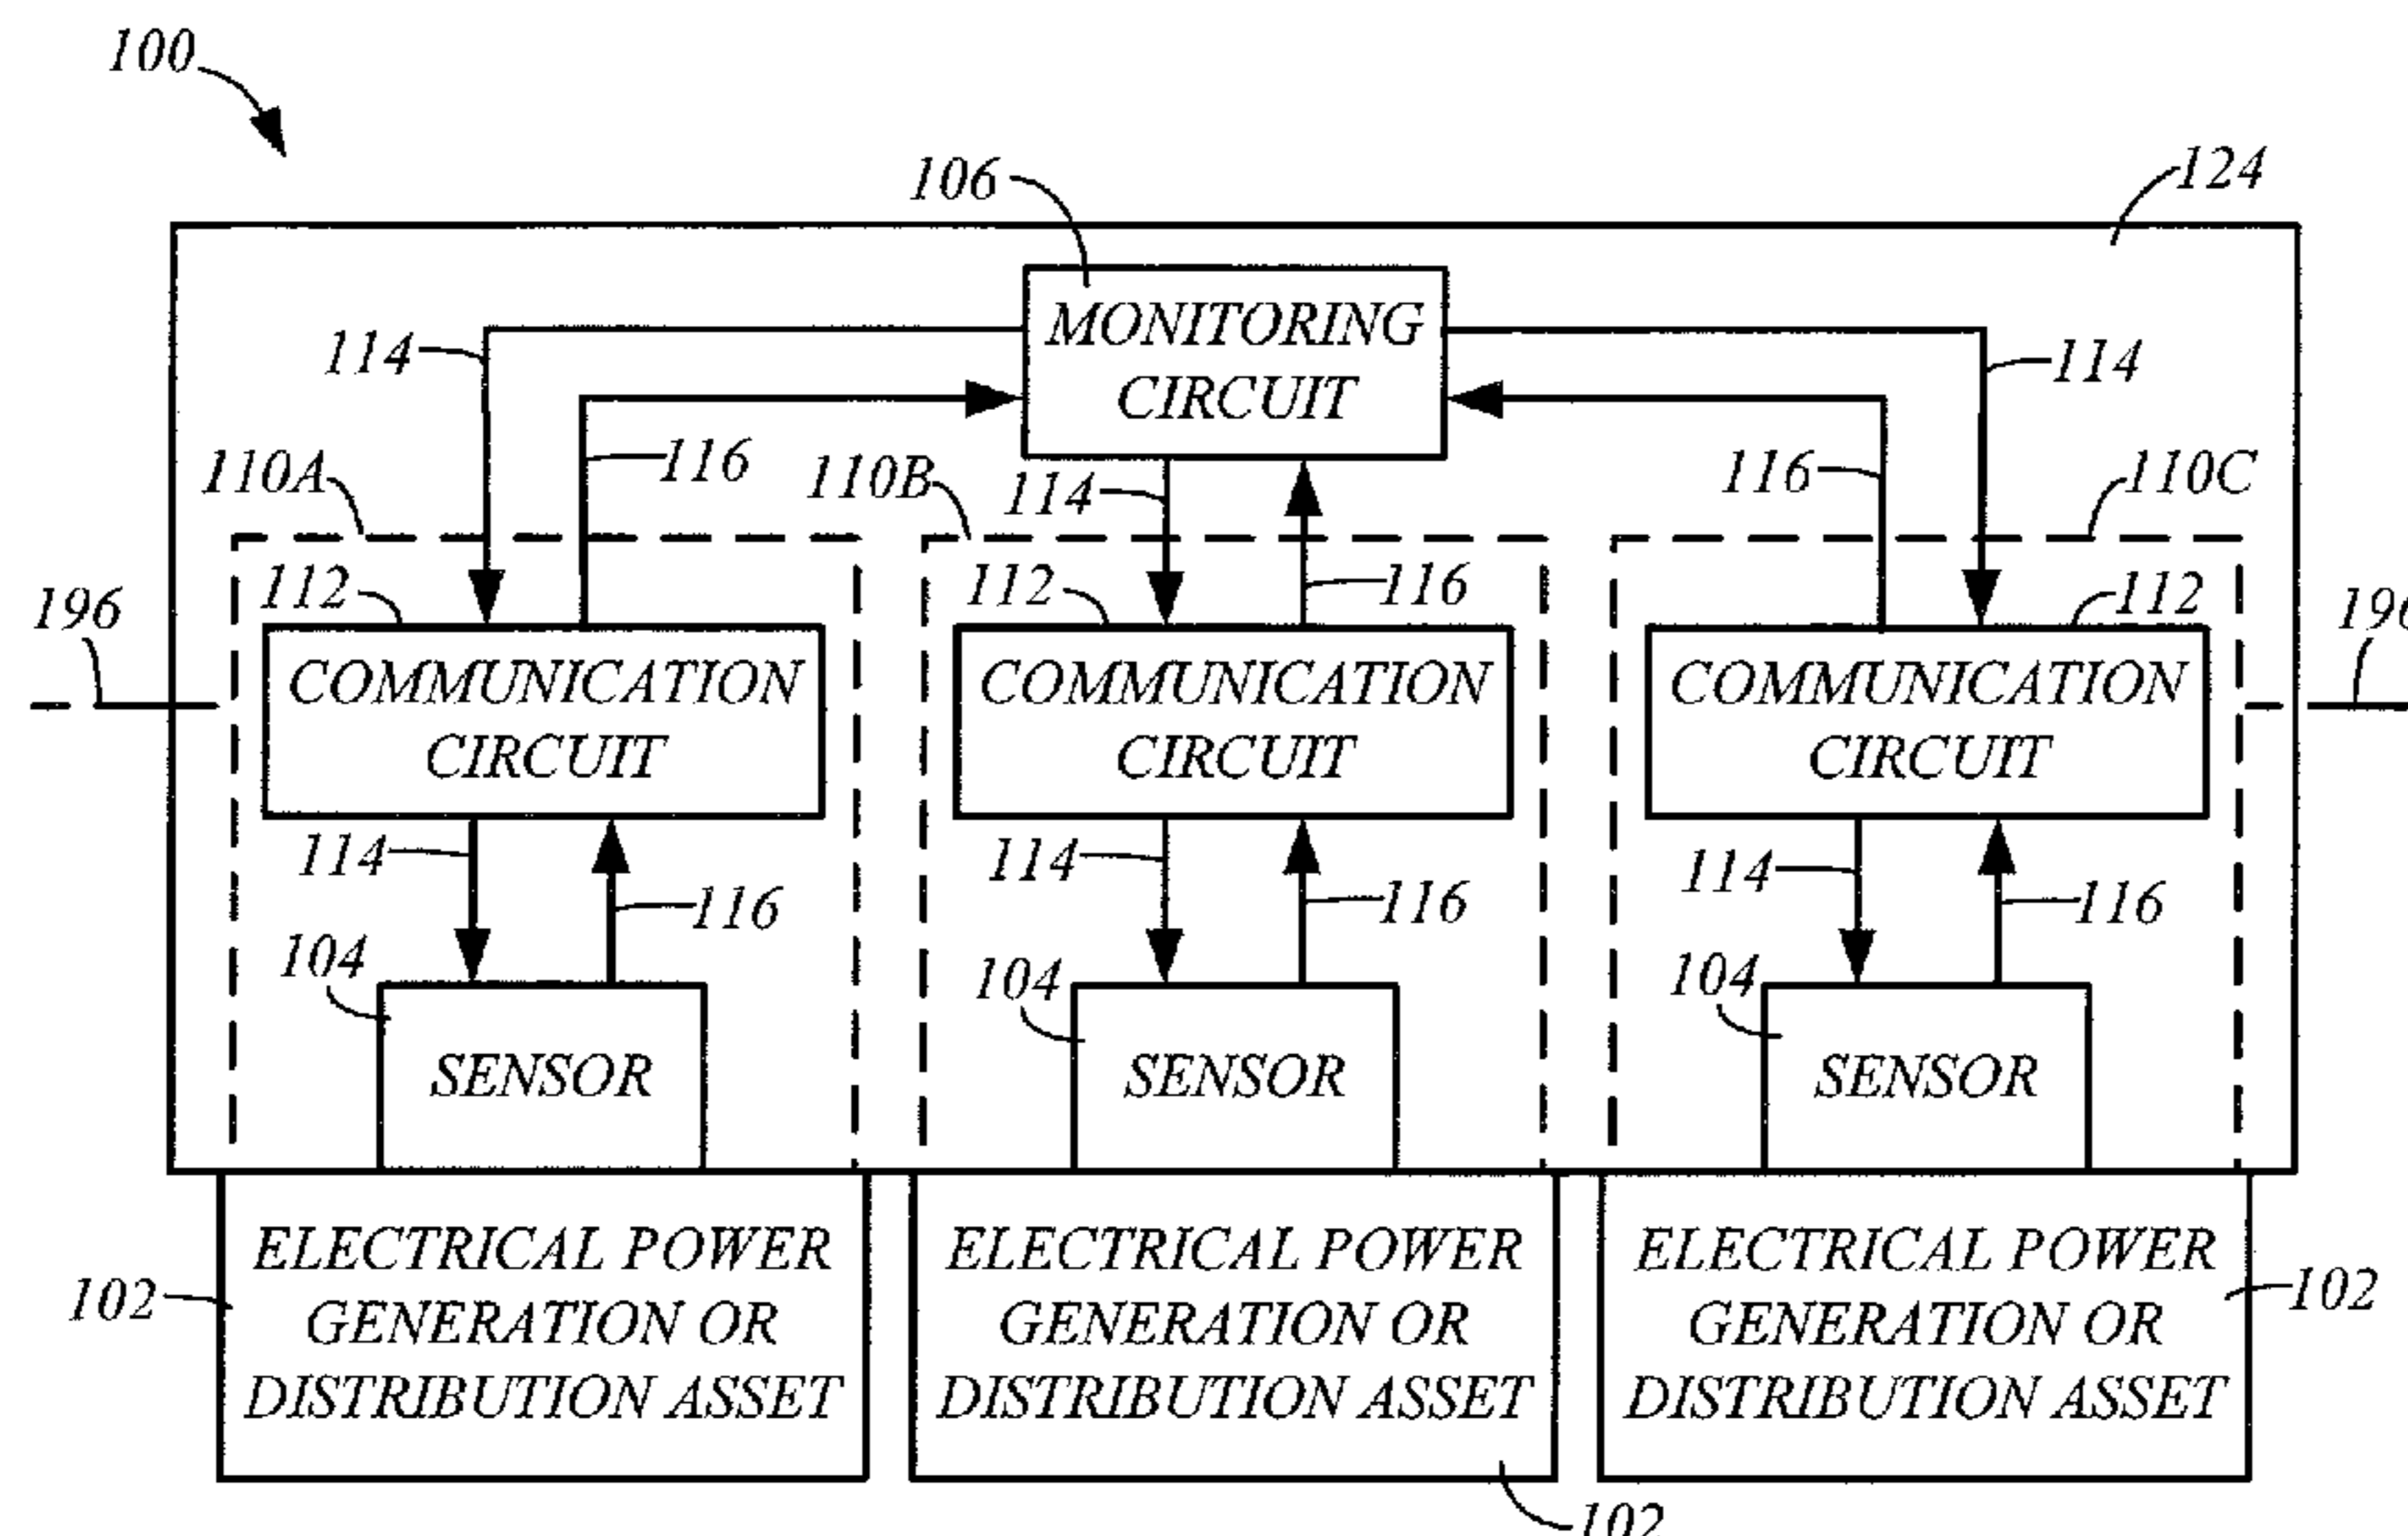 100
106
124
MONITORING
CIRCUIT
114
114
116
116
110A
110B
110C
114
116
112
112
112
196
196
COMMUNICATION
CIRCUIT
COMMUNICATION
CIRCUIT
COMMUNICATION
CIRCUIT
114
116
114
116
114
116
104
104
104
SENSOR
SENSOR
SENSOR
ELECTRICAL POWER
GENERATION OR
DISTRIBUTION ASSET
ELECTRICAL POWER
GENERATION OR
DISTRIBUTION ASSET
ELECTRICAL POWER
GENERATION OR
DISTRIBUTION ASSET
102
102
102